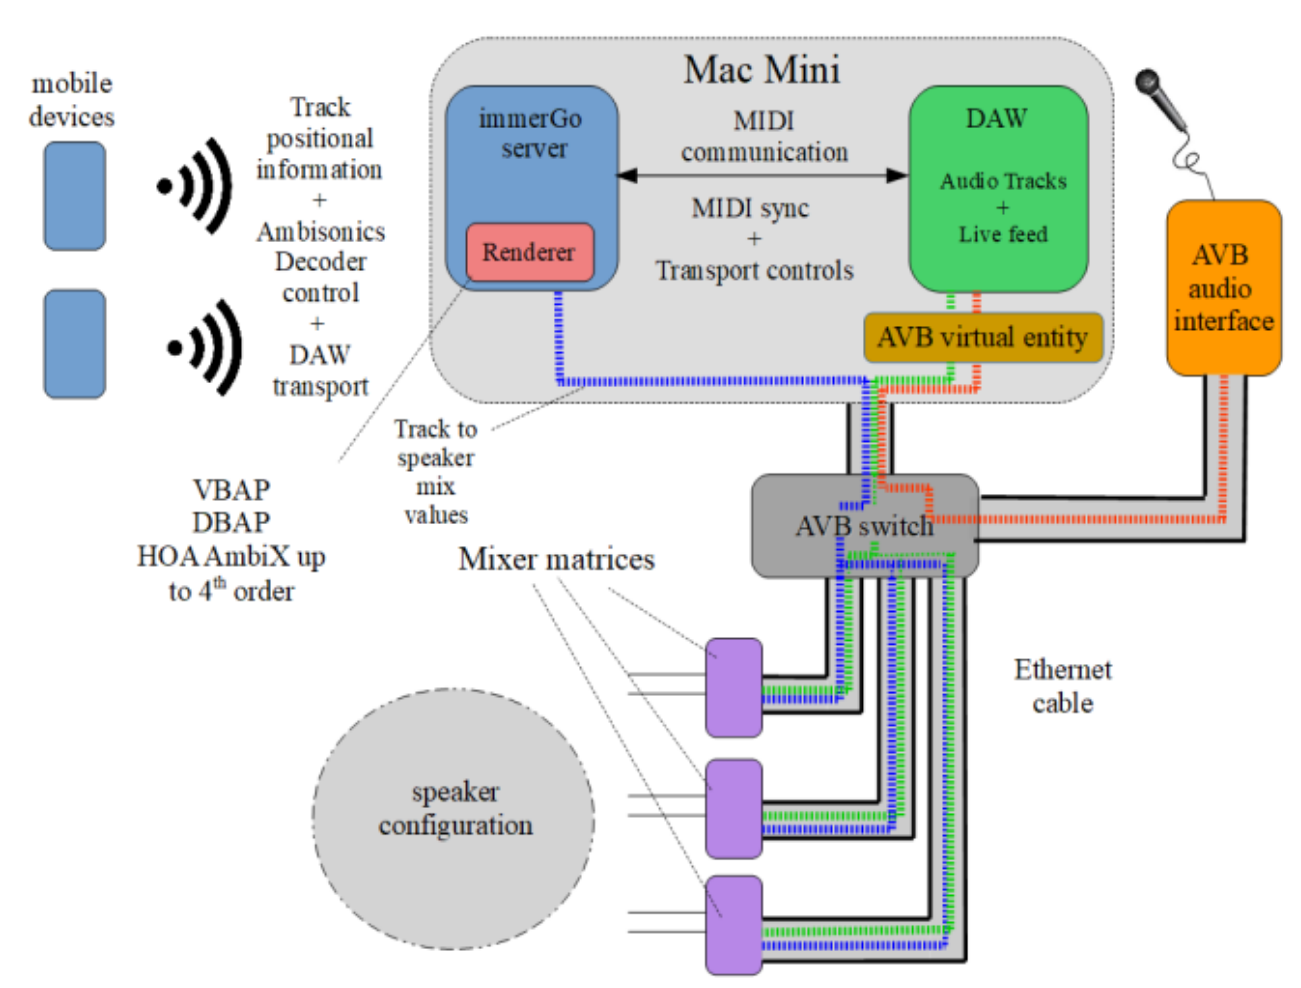 Mac Mini
mobile
devices
Track
positional
information
+
Ambisonics
Decoder
control
+
DAW
transport
immerGo
server
Renderer
MIDI
communication
MIDI sync
+
Transport controls
DAW
Audio Tracks
+
Live feed
AVB virtual entity
AVB
audio
interface
Track to
speaker
mix
values
VBAP
DBAP
HOA AmbiX up
to 4th order
AVB switch
Mixer matrices
Ethernet
cable
speaker
configuration